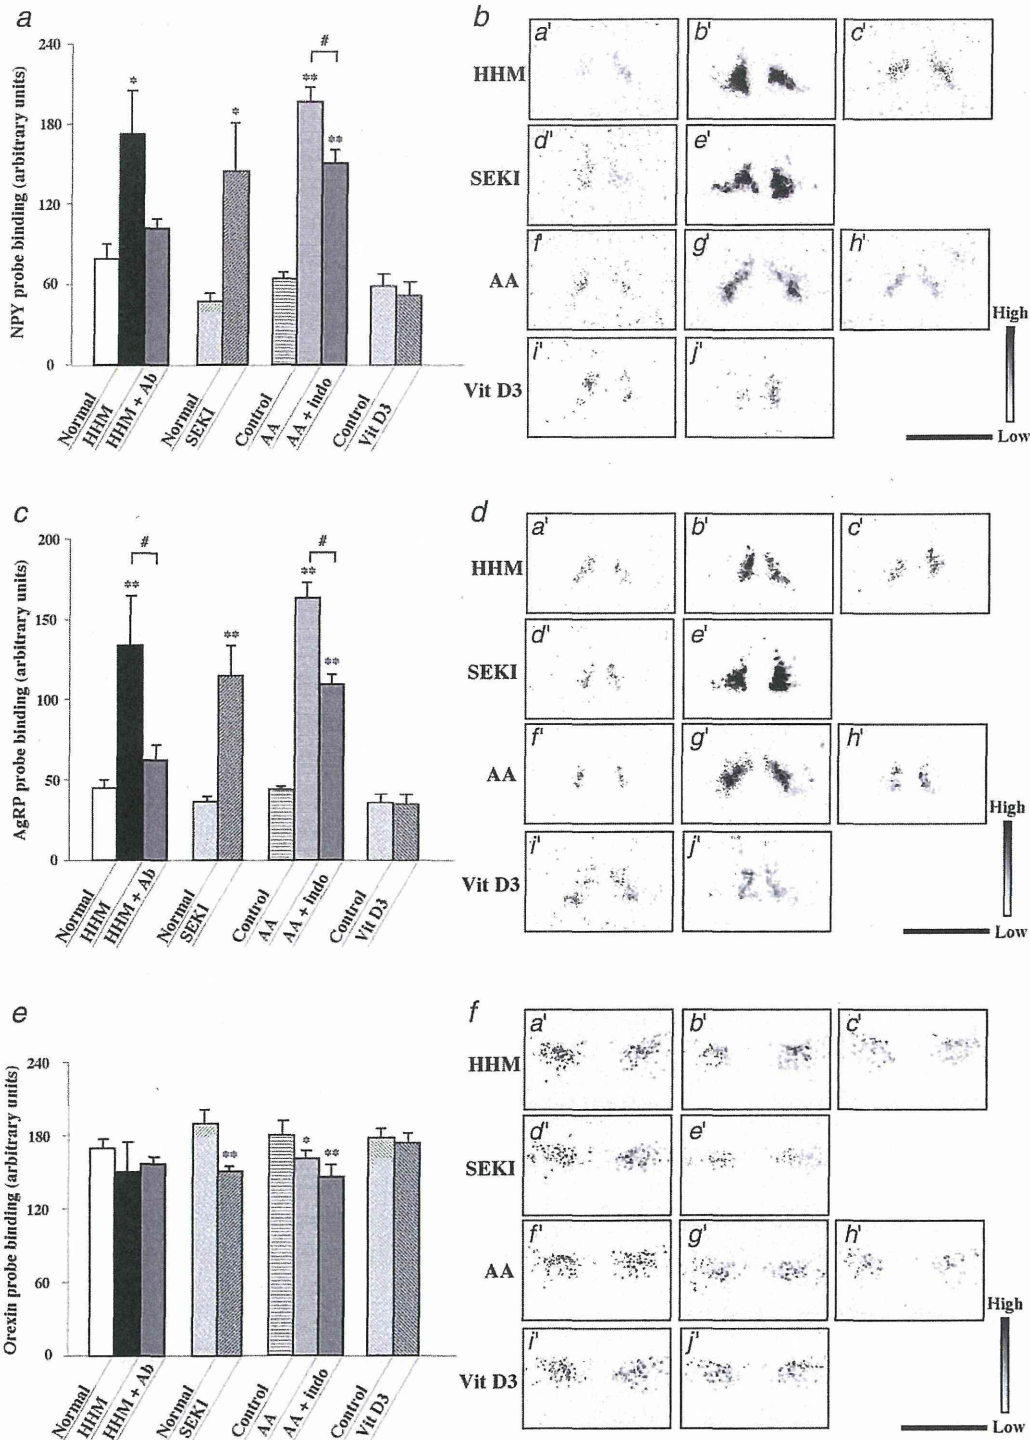 a
NPY probe binding (arbitrary units)
240
180
120
60
0
*
*
**
#
**
Normal
HHM
HHM + Ab
Normal
SEKI
Control
AA
AA + indo
Control
Vit D3
b
HHM
a'
b'
c'
SEKI
d'
e'
AA
f'
g'
h'
Vit D3
i'
j'
High
Low
c
AgRP probe binding (arbitrary units)
200
150
100
50
0
**
#
**
**
#
**
Normal
HHM
HHM + Ab
Normal
SEKI
Control
AA
AA + indo
Control
Vit D3
d
HHM
a'
b'
c'
SEKI
d'
e'
AA
f'
g'
h'
Vit D3
i'
j'
High
Low
e
Orexin probe binding (arbitrary units)
240
180
120
60
0
**
*
**
Normal
HHM
HHM + Ab
Normal
SEKI
Control
AA
AA + indo
Control
Vit D3
f
HHM
a'
b'
c'
SEKI
d'
e'
AA
f'
g'
h'
Vit D3
i'
j'
High
Low